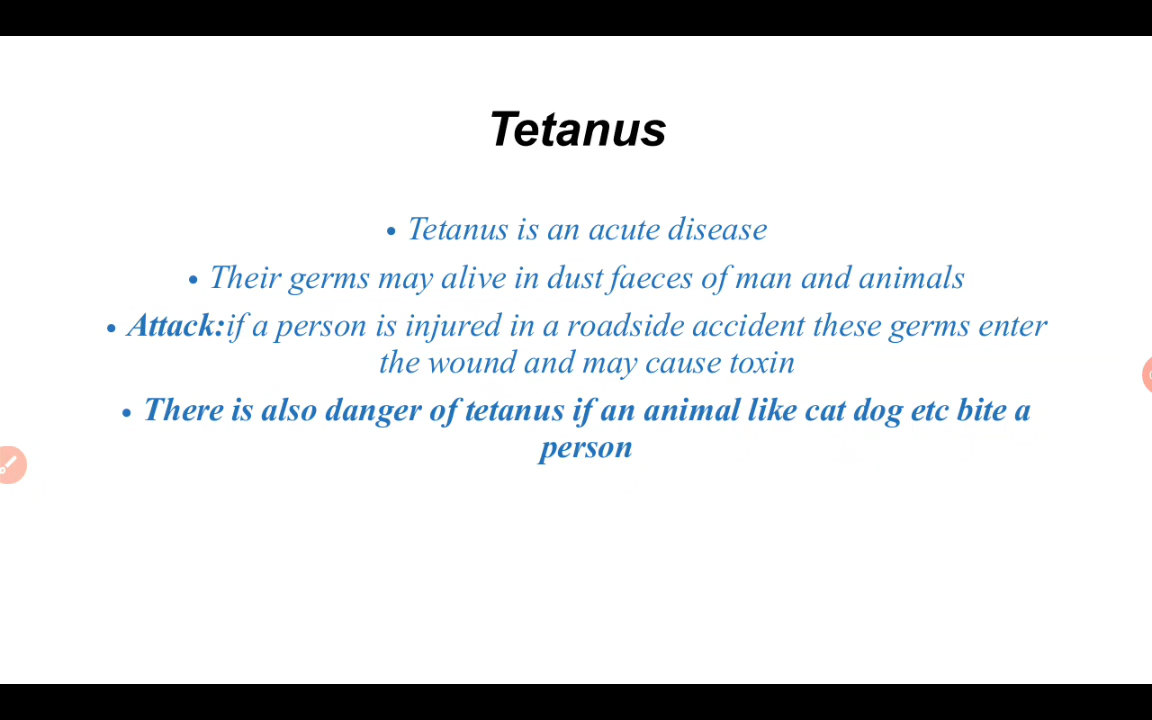 Tetanus
• Tetanus is an acute disease
• Their germs may alive in dust faeces of man and animals
• Attack:if a person is injured in a roadside accident these germs enter
the wound and may cause toxin
• There is also danger of tetanus if an animal like cat dog etc bite a
person